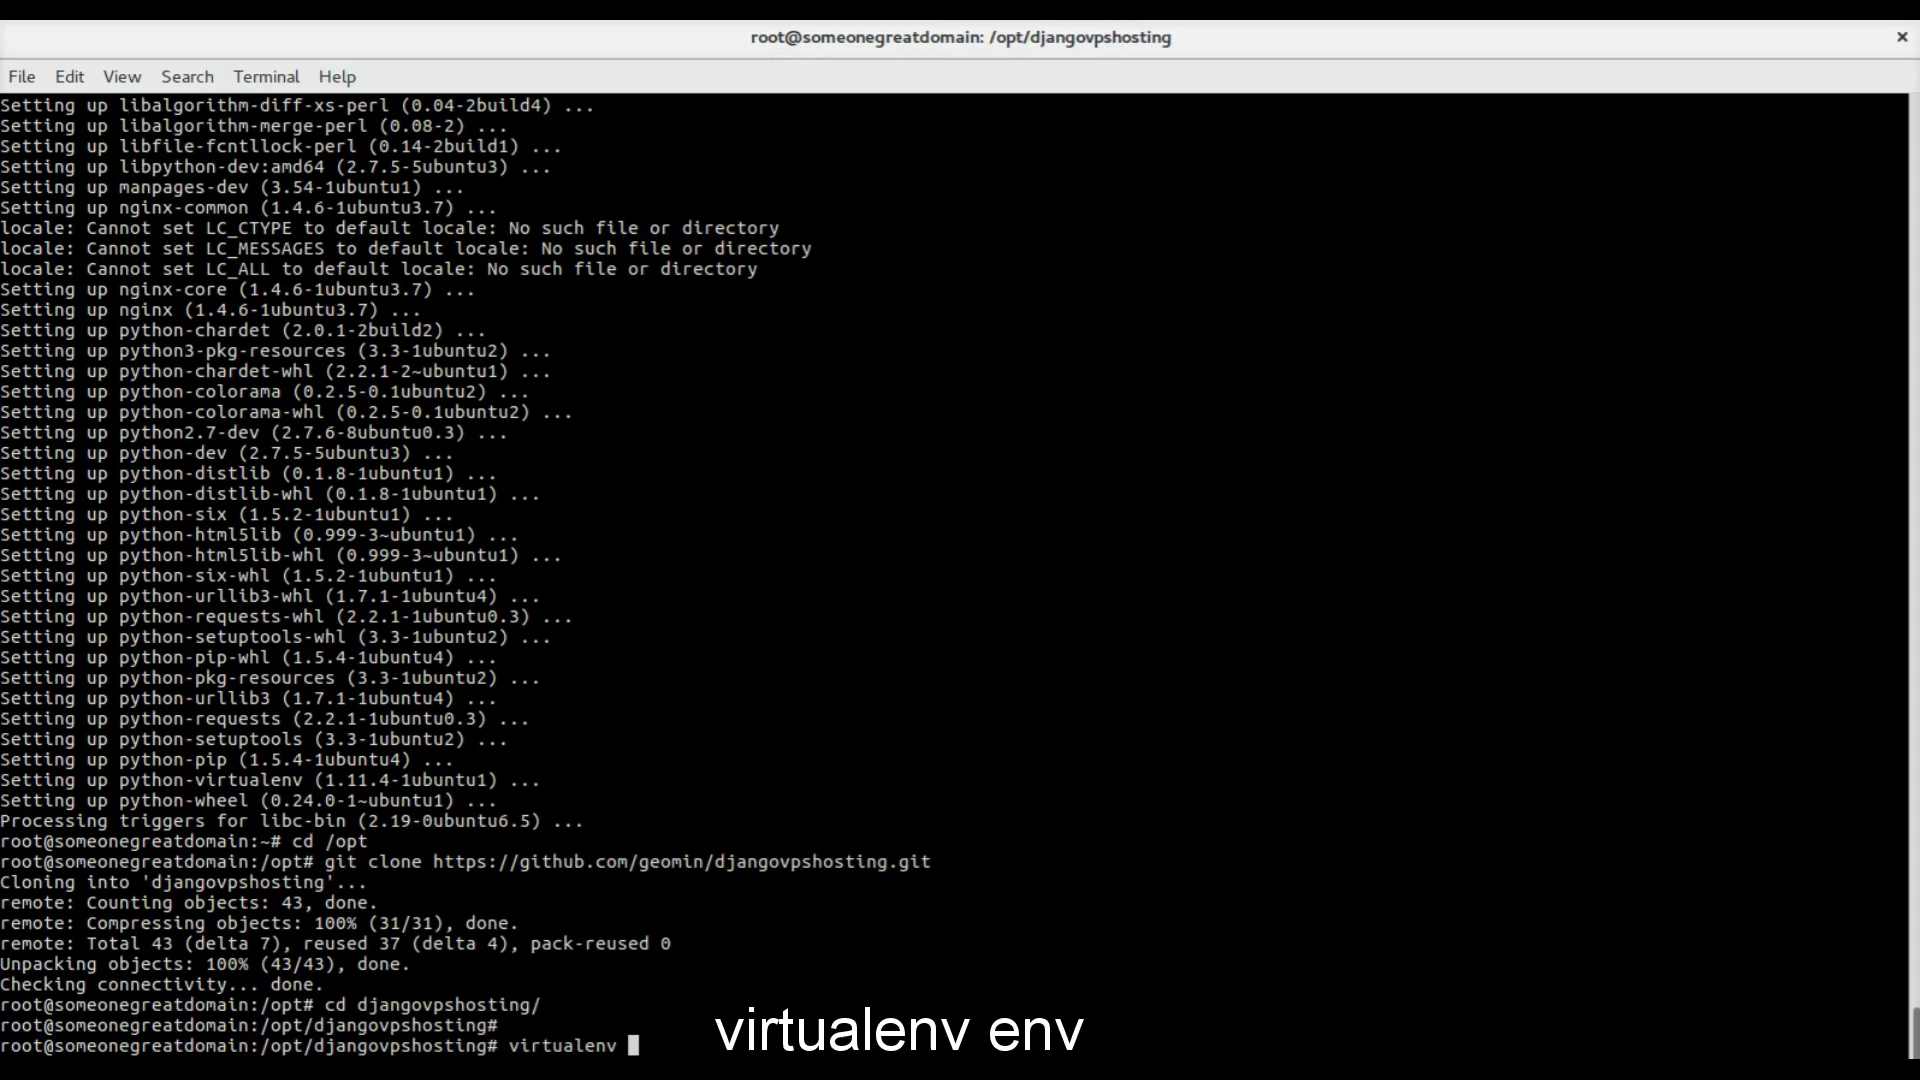 root@someonegreatdomain: /opt/djangovpshosting
File Edit View Search Terminal Help
Setting up libalgorithm-diff-xs-perl (0.04-2build4) ...
Setting up libalgorithm-merge-perl (0.08-2) ...
Setting up libfile-fcntllock-perl (0.14-2build1) ...
Setting up libpython-dev:amd64 (2.7.5-5ubuntu3) ...
Setting up manpages-dev (3.54-1ubuntu1) ...
Setting up nginx-common (1.4.6-1ubuntu3.7) ...
locale: Cannot set LC_CTYPE to default locale: No such file or directory
locale: Cannot set LC_MESSAGES to default locale: No such file or directory
locale: Cannot set LC_ALL to default locale: No such file or directory
Setting up nginx-core (1.4.6-1ubuntu3.7) ...
Setting up nginx (1.4.6-1ubuntu3.7) ...
Setting up python-chardet (2.0.1-2build2) ...
Setting up python3-pkg-resources (3.3-1ubuntu2) ...
Setting up python-chardet-whl (2.2.1-2~ubuntu1) ...
Setting up python-colorama (0.2.5-0.1ubuntu2) ...
Setting up python-colorama-whl (0.2.5-0.1ubuntu2) ...
Setting up python2.7-dev (2.7.6-8ubuntu0.3) ...
Setting up python-dev (2.7.5-5ubuntu3) ...
Setting up python-distlib (0.1.8-1ubuntu1) ...
Setting up python-distlib-whl (0.1.8-1ubuntu1) ...
Setting up python-six (1.5.2-1ubuntu1) ...
Setting up python-html5lib (0.999-3~ubuntu1) ...
Setting up python-html5lib-whl (0.999-3~ubuntu1) ...
Setting up python-six-whl (1.5.2-1ubuntu1) ...
Setting up python-urllib3-whl (1.7.1-1ubuntu4) ...
Setting up python-requests-whl (2.2.1-1ubuntu0.3) ...
Setting up python-setuptools-whl (3.3-1ubuntu2) ...
Setting up python-pip-whl (1.5.4-1ubuntu4) ...
Setting up python-pkg-resources (3.3-1ubuntu2) ...
Setting up python-urllib3 (1.7.1-1ubuntu4) ...
Setting up python-requests (2.2.1-1ubuntu0.3) ...
Setting up python-setuptools (3.3-1ubuntu2) ...
Setting up python-pip (1.5.4-1ubuntu4) ...
Setting up python-virtualenv (1.11.4-1ubuntu1) ...
Setting up python-wheel (0.24.0-1~ubuntu1) ...
Processing triggers for libc-bin (2.19-0ubuntu6.5) ...
root@someonegreatdomain:~# cd /opt
root@someonegreatdomain:/opt# git clone https://github.com/geomin/djangovpshosting.git
Cloning into 'djangovpshosting'...
remote: Counting objects: 43, done.
remote: Compressing objects: 100% (31/31), done.
remote: Total 43 (delta 7), reused 37 (delta 4), pack-reused 0
Unpacking objects: 100% (43/43), done.
Checking connectivity... done.
root@someonegreatdomain:/opt# cd djangovpshosting/
root@someonegreatdomain:/opt/djangovpshosting#
root@someonegreatdomain:/opt/djangovpshosting# virtualenv
virtualenv env